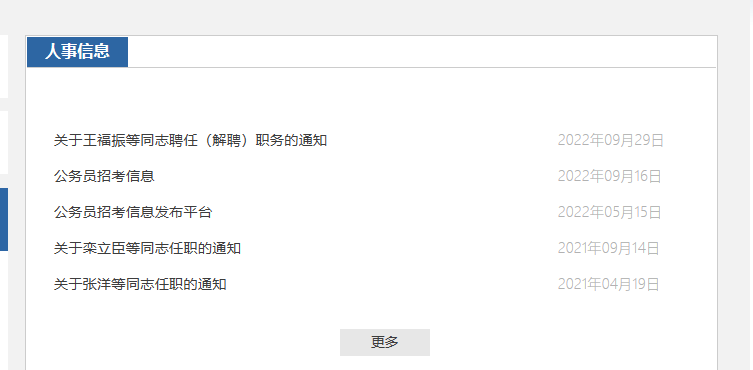 人事信息
关于王福振等同志聘任（解聘）职务的通知 2022年09月29日
公务员招考信息 2022年09月16日
公务员招考信息发布平台 2022年05月15日
关于栾立臣等同志任职的通知 2021年09月14日
关于张洋等同志任职的通知 2021年04月19日
更多